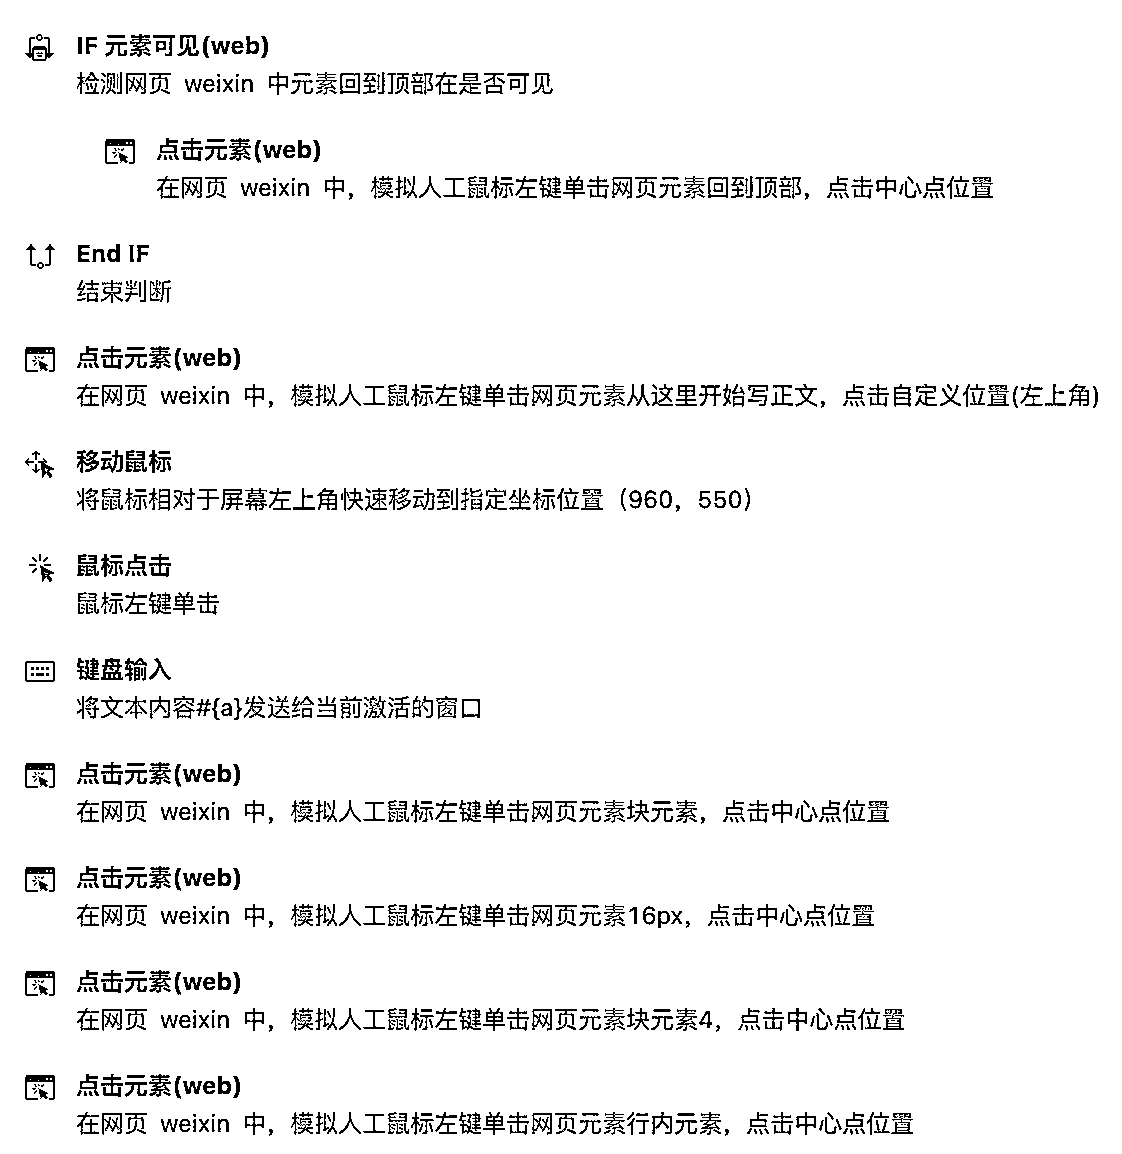 IF 元素可见(web)
检测网页 weixin 中元素回到顶部在是否可见
点击元素(web)
在网页 weixin 中，模拟人工鼠标左键单击网页元素回到顶部，点击中心点位置
End IF
结束判断
点击元素(web)
在网页 weixin 中，模拟人工鼠标左键单击网页元素从这里开始写正文，点击自定义位置(左上角)
移动鼠标
将鼠标相对于屏幕左上角快速移动到指定坐标位置（960，550）
鼠标点击
鼠标左键单击
键盘输入
将文本内容#{a}发送给当前激活的窗口
点击元素(web)
在网页 weixin 中，模拟人工鼠标左键单击网页元素块元素，点击中心点位置
点击元素(web)
在网页 weixin 中，模拟人工鼠标左键单击网页元素16px，点击中心点位置
点击元素(web)
在网页 weixin 中，模拟人工鼠标左键单击网页元素块元素4，点击中心点位置
点击元素(web)
在网页 weixin 中，模拟人工鼠标左键单击网页元素行内元素，点击中心点位置